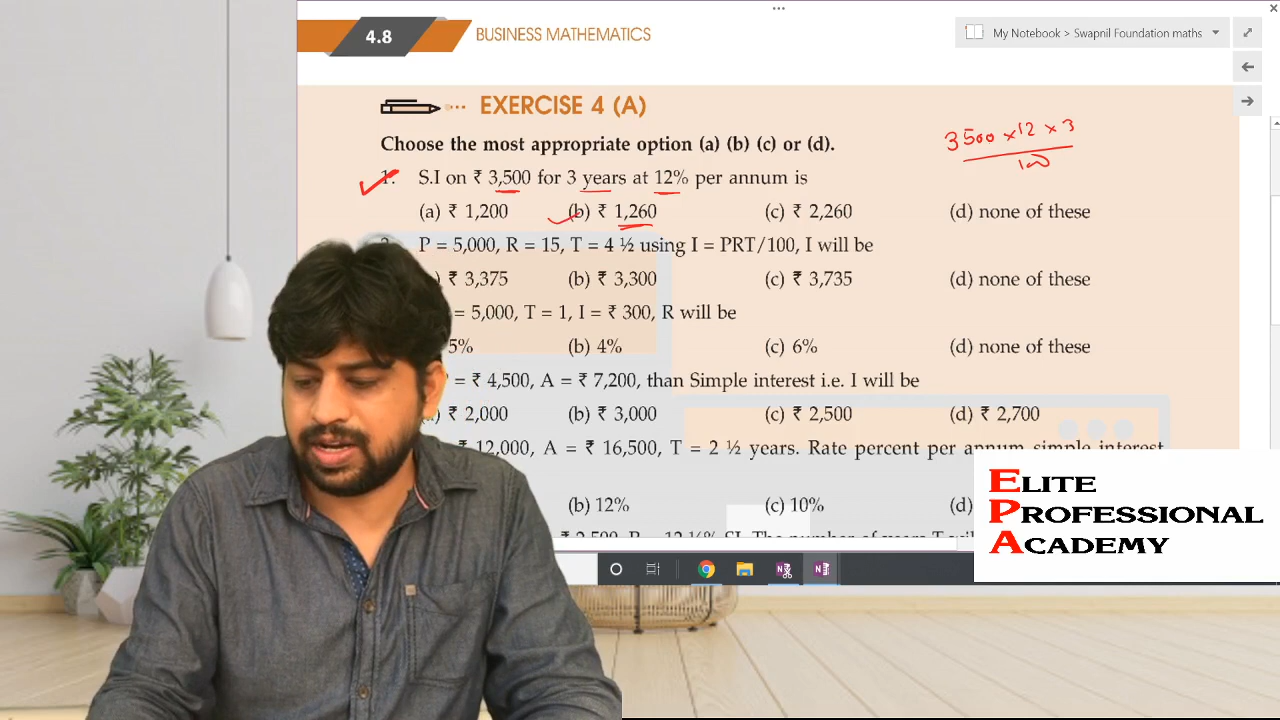 4.8 BUSINESS MATHEMATICS
My Notebook > Swapnil Foundation maths
EXERCISE 4 (A)
3500 × 12 × 3
100
Choose the most appropriate option (a) (b) (c) or (d).
1. S.I on ₹ 3,500 for 3 years at 12% per annum is
(a) ₹ 1,200 (b) ₹ 1,260 (c) ₹ 2,260 (d) none of these
P = 5,000, R = 15, T = 4 ½ using I = PRT/100, I will be
₹ 3,375 (b) ₹ 3,300 (c) ₹ 3,735 (d) none of these
= 5,000, T = 1, I = ₹ 300, R will be
5% (b) 4% (c) 6% (d) none of these
= ₹ 4,500, A = ₹ 7,200, than Simple interest i.e. I will be
₹ 2,000 (b) ₹ 3,000 (c) ₹ 2,500 (d) ₹ 2,700
12,000, A = ₹ 16,500, T = 2 ½ years. Rate percent per annum simple interest
(b) 12% (c) 10% (d)
ELITE
PROFESSIONAL
ACADEMY